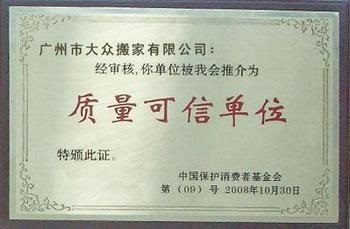 广州市大众搬家有限公司：
经审核，你单位被我会推介为
质量可信单位
特颁此证。
中国保护消费者基金会
第（09）号 2008年10月30日